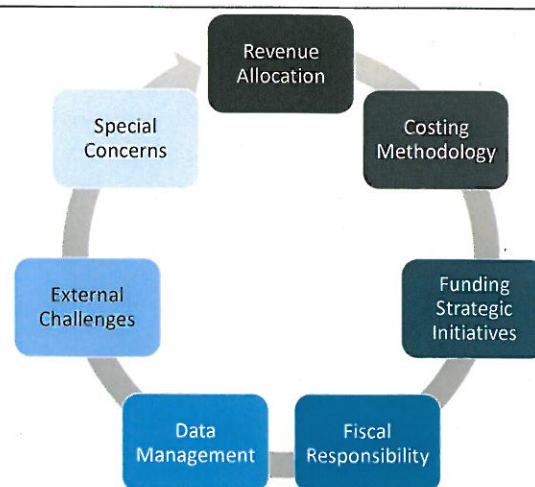 Revenue
Allocation
Costing
Methodology
Funding
Strategic
Initiatives
Fiscal
Responsibility
Data
Management
External
Challenges
Special
Concerns